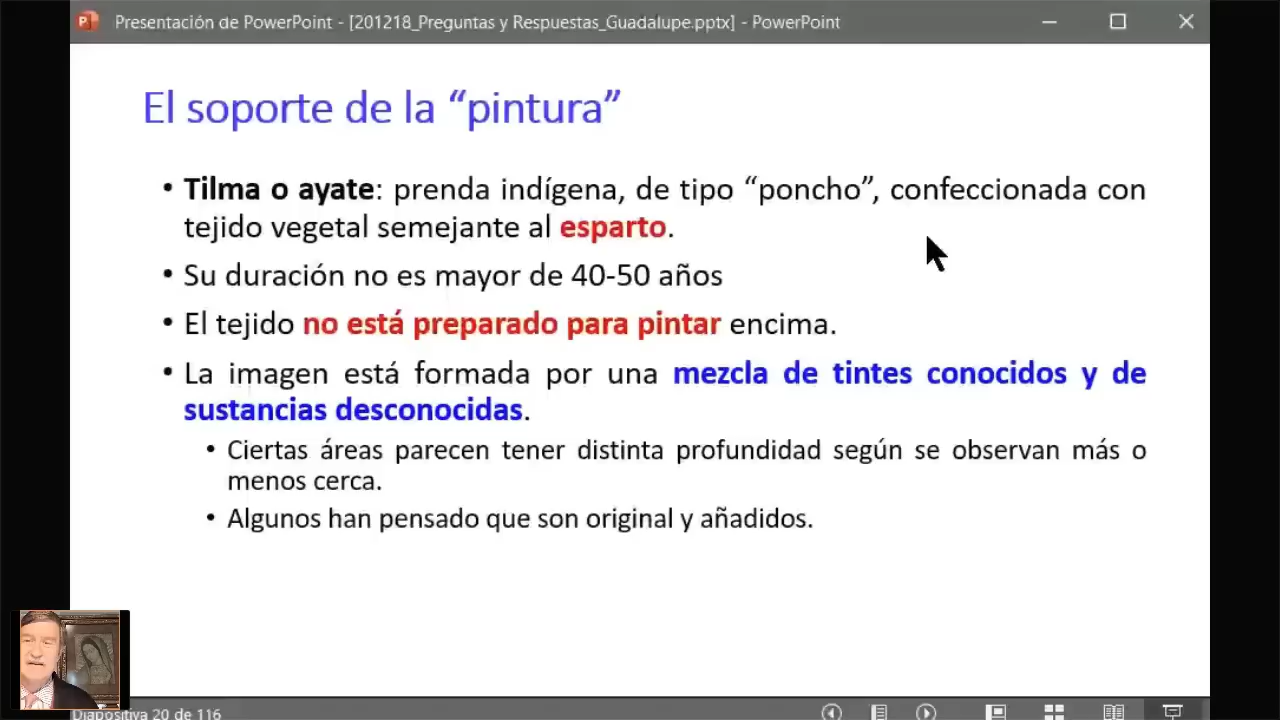 Presentación de PowerPoint - [201218_Preguntas y Respuestas_Guadalupe.pptx] - PowerPoint
El soporte de la “pintura”
• Tilma o ayate: prenda indígena, de tipo “poncho”, confeccionada con
tejido vegetal semejante al esparto.
• Su duración no es mayor de 40-50 años
• El tejido no está preparado para pintar encima.
• La imagen está formada por una mezcla de tintes conocidos y de
sustancias desconocidas.
• Ciertas áreas parecen tener distinta profundidad según se observan más o
menos cerca.
• Algunos han pensado que son original y añadidos.
Diapositiva 20 de 116